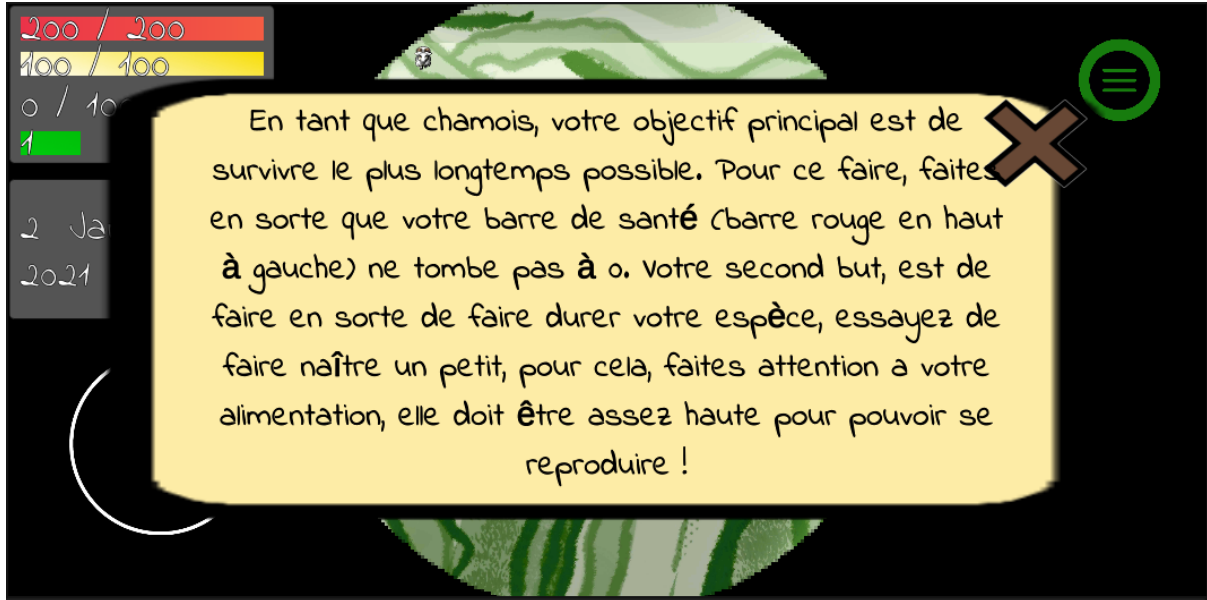 200 / 200
100 / 100
0 / 10
1
2 Ja
2021
En tant que chamois, votre objectif principal est de
survivre le plus longtemps possible. Pour ce faire, faites
en sorte que votre barre de santé (barre rouge en haut
à gauche) ne tombe pas à 0. Votre second but, est de
faire en sorte de faire durer votre espèce, essayez de
faire naître un petit, pour cela, faites attention a votre
alimentation, elle doit être assez haute pour pouvoir se
reproduire !